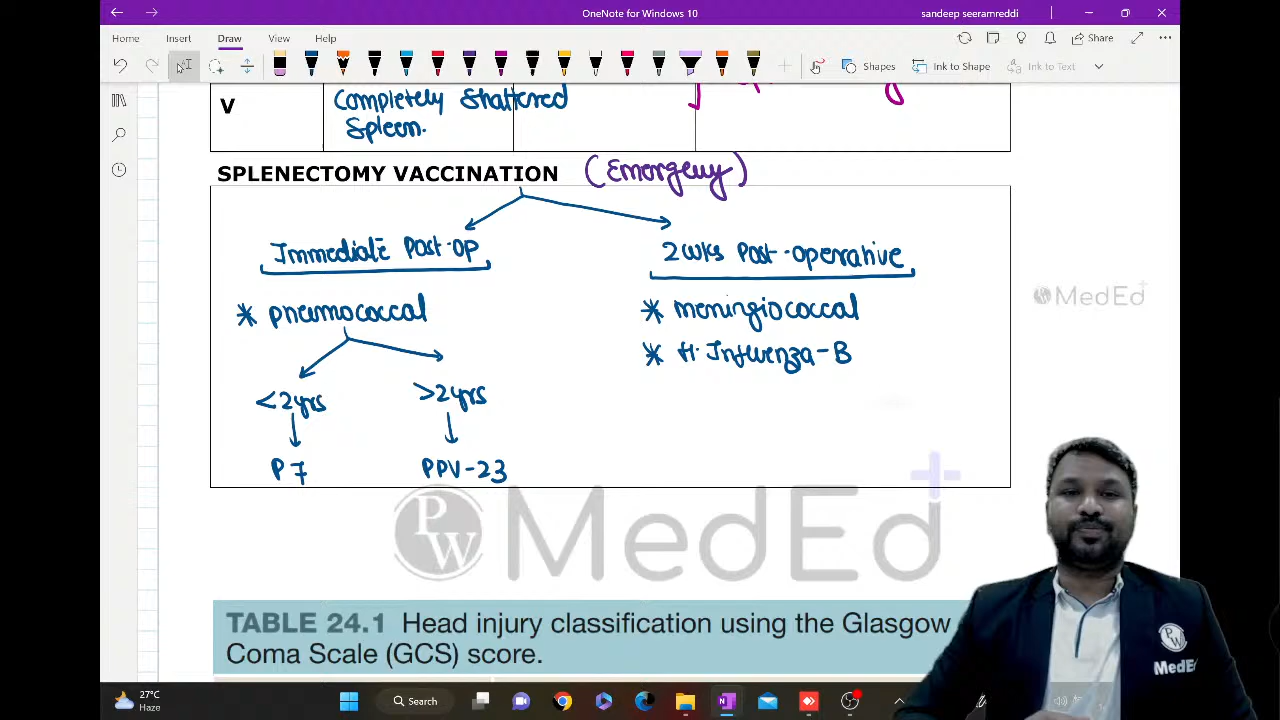 OneNote for Windows 10
sandeep seeramreddi
Home Insert Draw View Help
Share
Shapes Ink to Shape Ink to Text
V Completely Shattered
Spleen.
SPLENECTOMY VACCINATION (Emergency)
Immediate Post-op 2wks Post-operative
* pneumococcal * meningiococcal
* H. Influenza-B
<2yrs >2yrs
P7 PPV-23
MedEd
PW MedEd
TABLE 24.1 Head injury classification using the Glasgow
Coma Scale (GCS) score.
PW
MedEd
27°C
Haze
Search